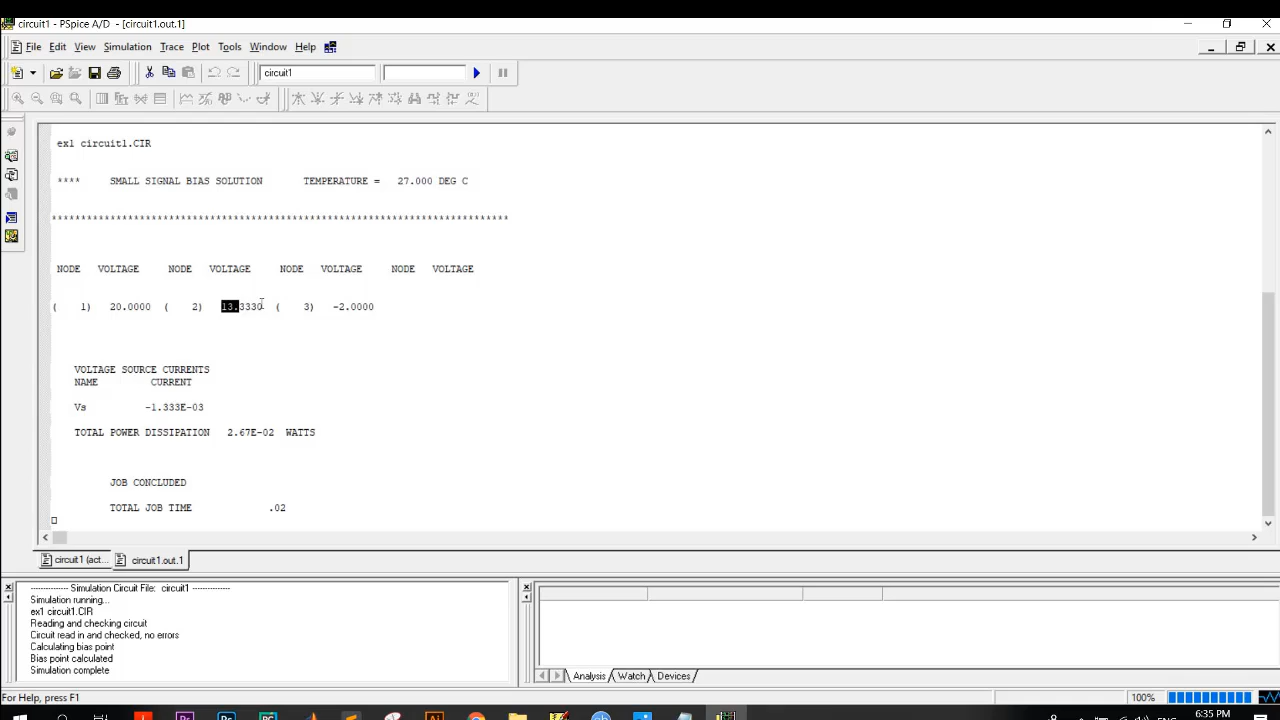 circuit1 - PSpice A/D - [circuit1.out.1]
File Edit View Simulation Trace Plot Tools Window Help
circuit1
ex1 circuit1.CIR
**** SMALL SIGNAL BIAS SOLUTION TEMPERATURE = 27.000 DEG C
******************************************************************************
NODE VOLTAGE NODE VOLTAGE NODE VOLTAGE NODE VOLTAGE
( 1) 20.0000 ( 2) 13.3330 ( 3) -2.0000
VOLTAGE SOURCE CURRENTS
NAME CURRENT
Vs -1.333E-03
TOTAL POWER DISSIPATION 2.67E-02 WATTS
JOB CONCLUDED
TOTAL JOB TIME .02
circuit1 (act... circuit1.out.1
-------------- Simulation Circuit File: circuit1 --------------
Simulation running...
ex1 circuit1.CIR
Reading and checking circuit
Circuit read in and checked, no errors
Calculating bias point
Bias point calculated
Simulation complete
Analysis Watch Devices
For Help, press F1
100%
6:35 PM